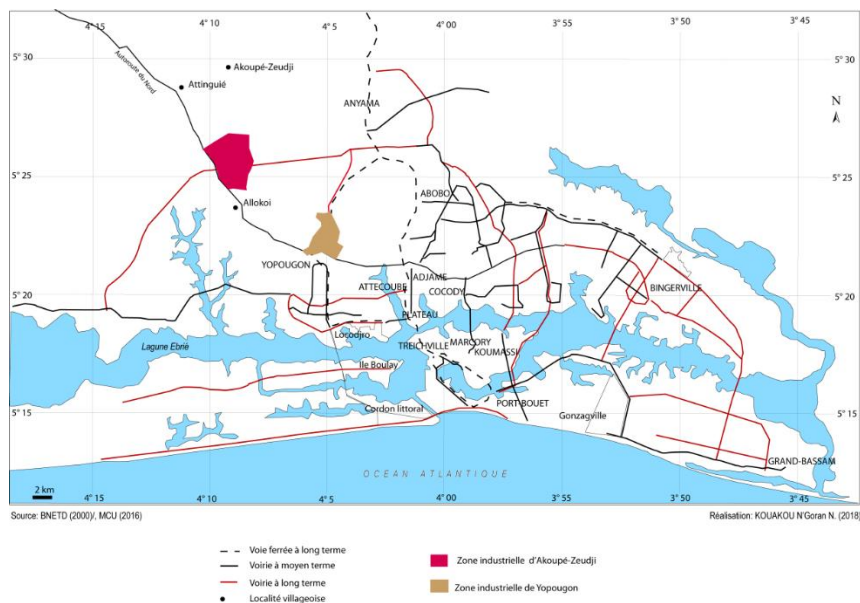 4° 15
4° 10
4° 5
4° 00
3° 55
3° 50
3° 45
5° 30
5° 30
Autoroute du Nord
Akoupé-Zeudji
Attinguié
ANYAMA
N
5° 25
5° 25
ABOBO
Allokoi
YOPOUGON
ADJAME
ATTECOUBE
COCODY
BINGERVILLE
5° 20
5° 20
PLATEAU
Locodjro
Lagune Ebrié
TREICHVILLE
MARCORY
KOUMASSI
Ile Boulay
5° 15
5° 15
Cordon littoral
PORT-BOUET
Gonzagville
GRAND-BASSAM
OCEAN ATLANTIQUE
2 km
4° 15
4° 10
4° 5
4° 00
3° 55
3° 50
3° 45
Source: BNETD (2000)/, MCU (2016)
Réalisation: KOUAKOU N'Goran N. (2018)
Voie ferrée à long terme
Voirie à moyen terme
Voirie à long terme
Localité villageoise
Zone industrielle d'Akoupé-Zeudji
Zone industrielle de Yopougon